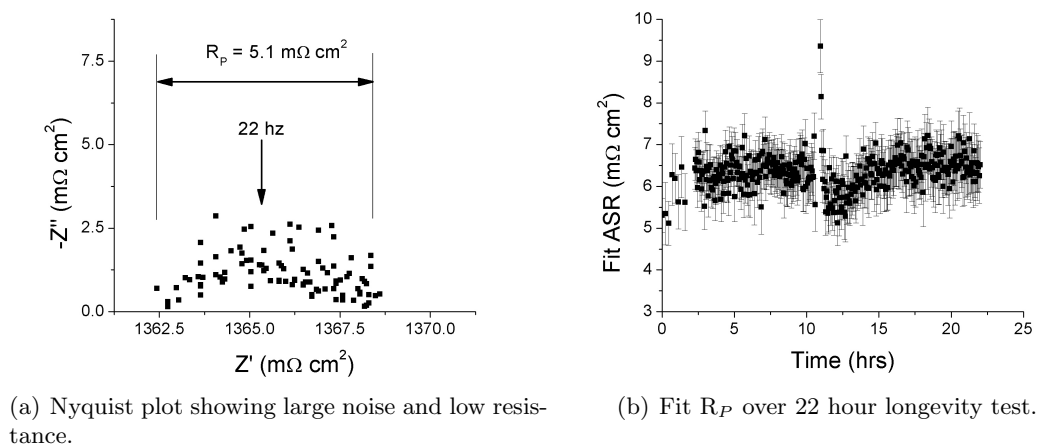 R_P = 5.1 mΩ cm²
22 hz
7.5
5.0
2.5
0.0
-Z'' (mΩ cm²)
1362.5 1365.0 1367.5 1370.0
Z' (mΩ cm²)
10
9
8
7
6
5
4
3
Fit ASR (mΩ cm²)
0 5 10 15 20 25
Time (hrs)
(a) Nyquist plot showing large noise and low resis-
tance.
(b) Fit R_P over 22 hour longevity test.